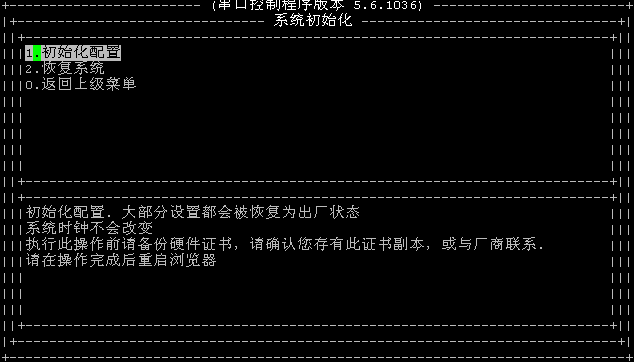 (串口控制程序版本 5.6.1036)
系统初始化
1.初始化配置
2.恢复系统
0.返回上级菜单
初始化配置. 大部分设置都会被恢复为出厂状态
系统时钟不会改变
执行此操作前请备份硬件证书, 请确认您存有此证书副本, 或与厂商联系.
请在操作完成后重启浏览器